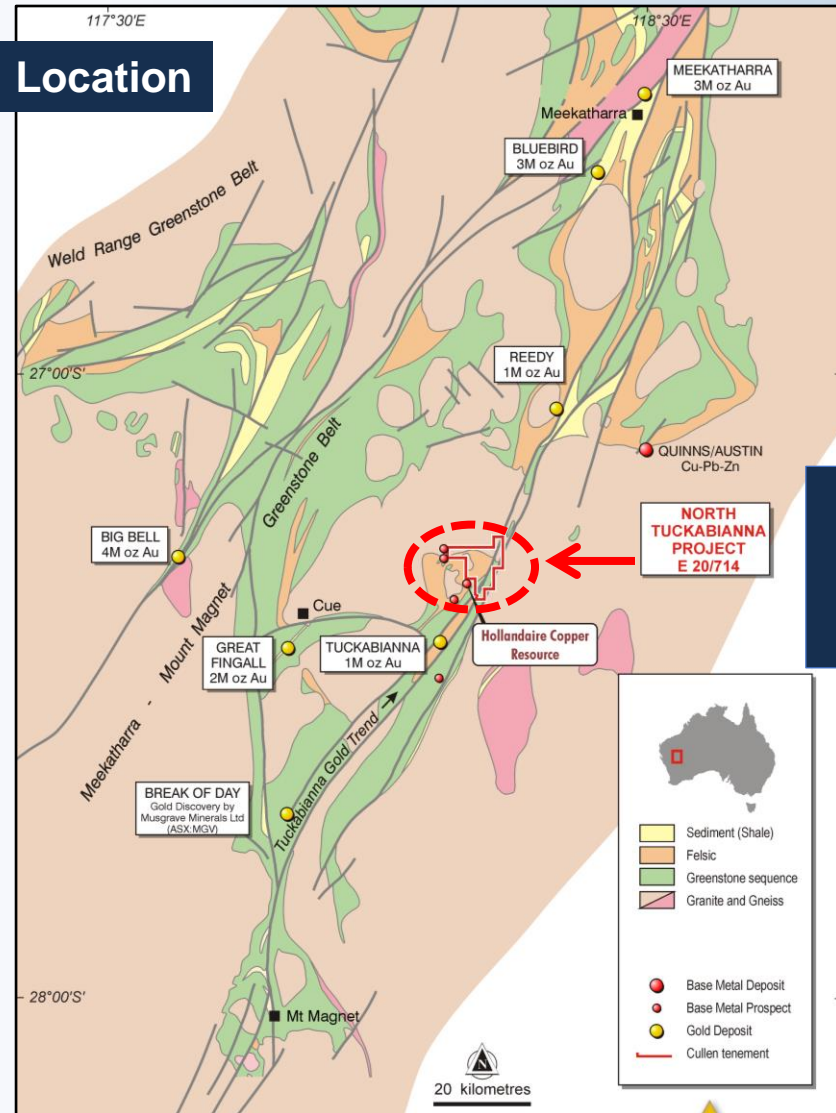 117°30'E
118°30'E
Location
MEEKATHARRA
3M oz Au
Meekatharra
BLUEBIRD
3M oz Au
Weld Range Greenstone Belt
REEDY
1M oz Au
27°00'S'
QUINNS/AUSTIN
Cu-Pb-Zn
Greenstone Belt
NORTH
TUCKABIANNA
PROJECT
E 20/714
BIG BELL
4M oz Au
Cue
GREAT
FINGALL
2M oz Au
TUCKABIANNA
1M oz Au
Hollandaire Copper
Resource
Meekatharra - Mount Magnet
Tuckabianna Gold Trend
BREAK OF DAY
Gold Discovery by
Musgrave Minerals Ltd
(ASX:MGV)
Sediment (Shale)
Felsic
Greenstone sequence
Granite and Gneiss
Base Metal Deposit
Base Metal Prospect
Gold Deposit
Cullen tenement
28°00'S'
Mt Magnet
N
20 kilometres